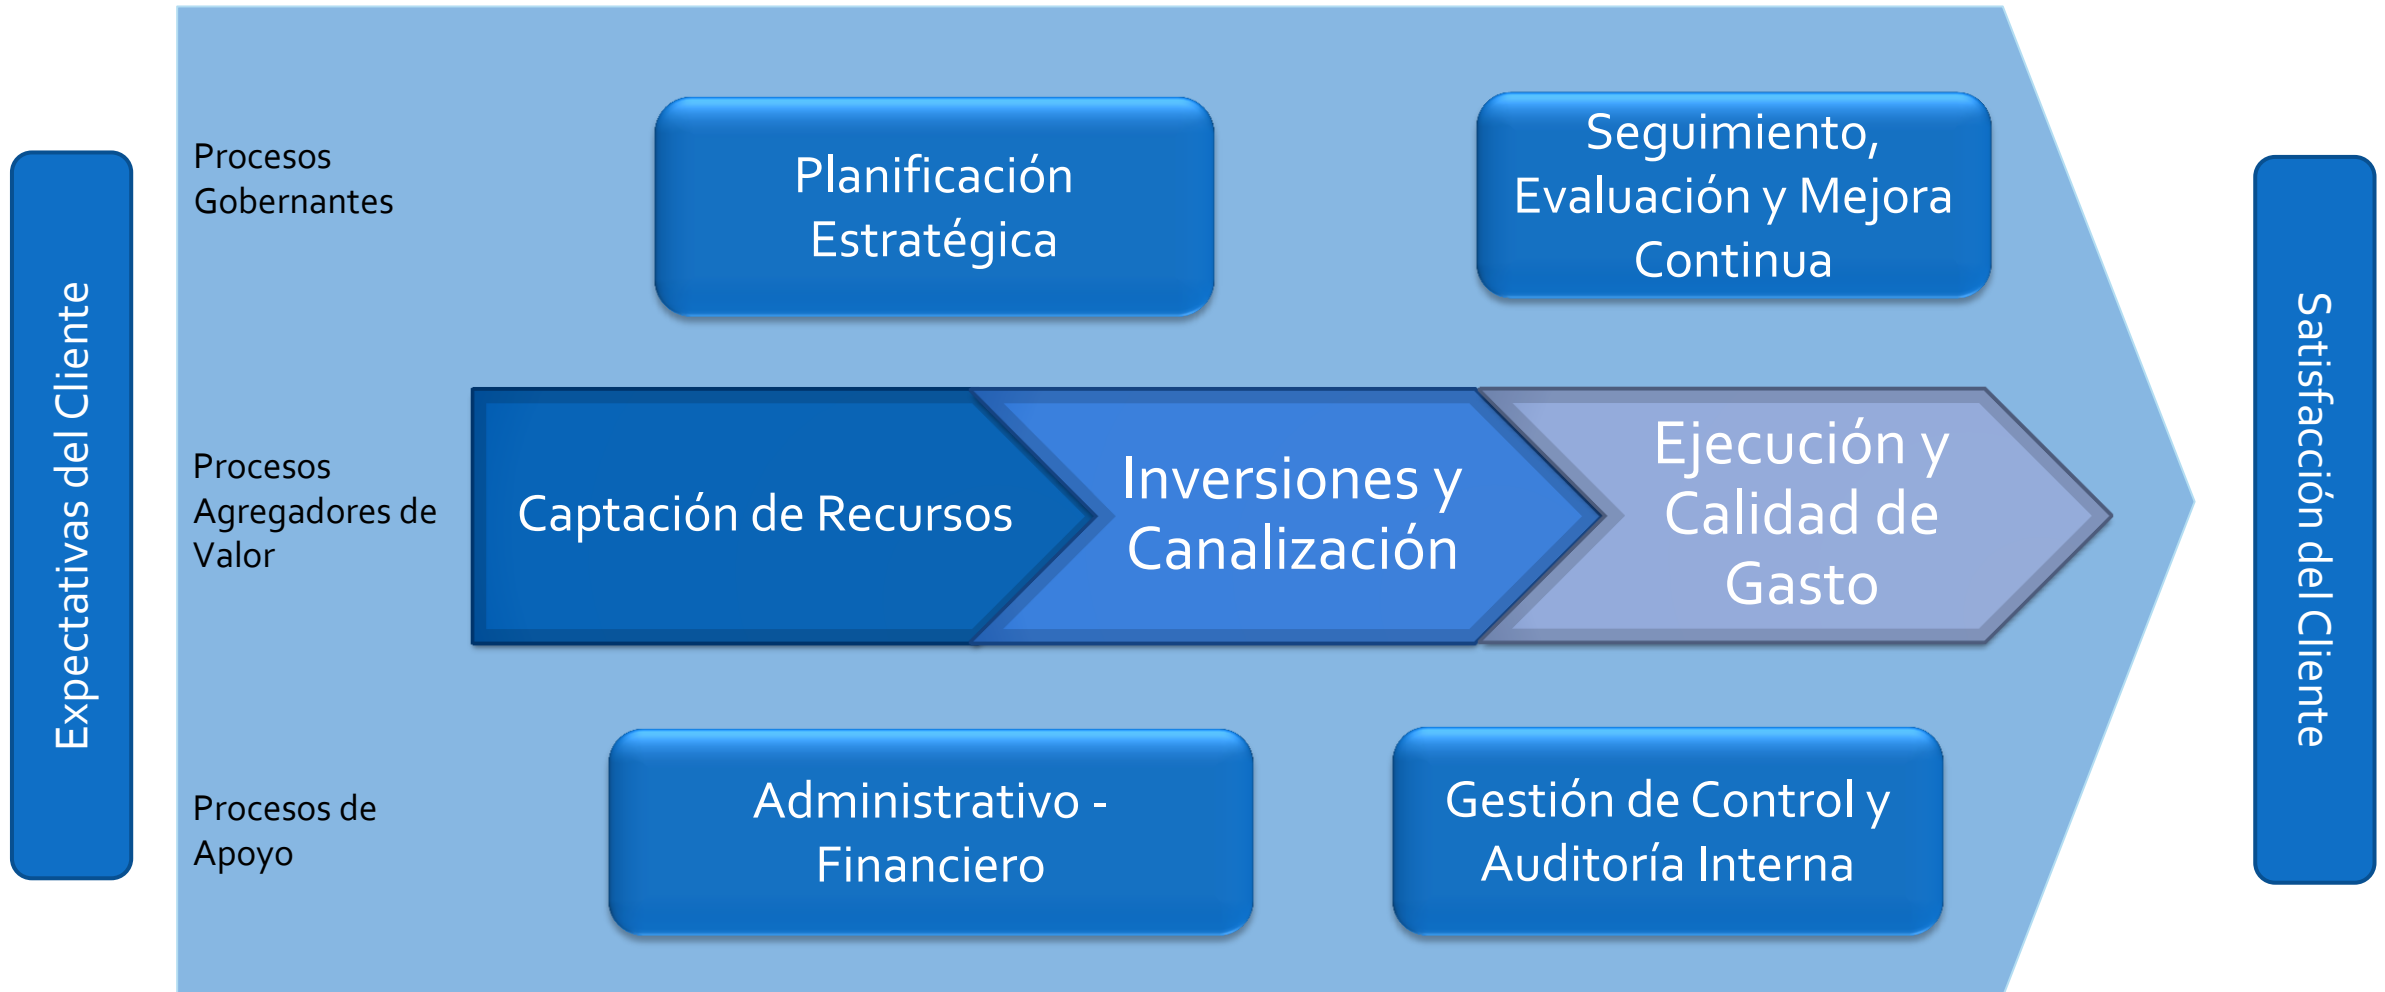 Expectativas del Cliente
Procesos
Gobernantes
Planificación
Estratégica
Seguimiento,
Evaluación y Mejora
Continua
Procesos
Agregadores de
Valor
Captación de Recursos
Inversiones y
Canalización
Ejecución y
Calidad de
Gasto
Procesos de
Apoyo
Administrativo -
Financiero
Gestión de Control y
Auditoría Interna
Satisfacción del Cliente